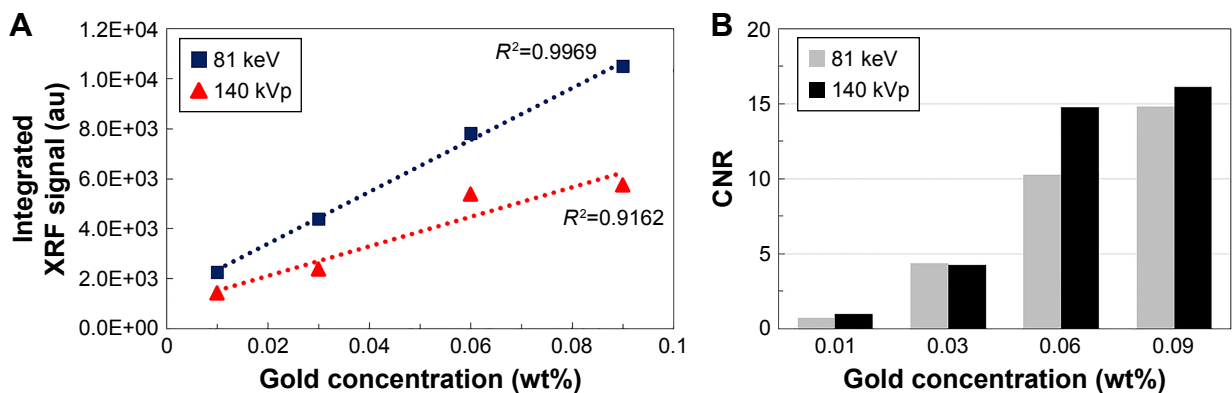 A
Integrated
XRF signal (au)
1.2E+04
1.0E+04
8.0E+03
6.0E+03
4.0E+03
2.0E+03
0.0E+00
81 keV
140 kVp
R²=0.9969
R²=0.9162
0 0.02 0.04 0.06 0.08 0.1
Gold concentration (wt%)
B
CNR
20
15
10
5
0
81 keV
140 kVp
0.01 0.03 0.06 0.09
Gold concentration (wt%)